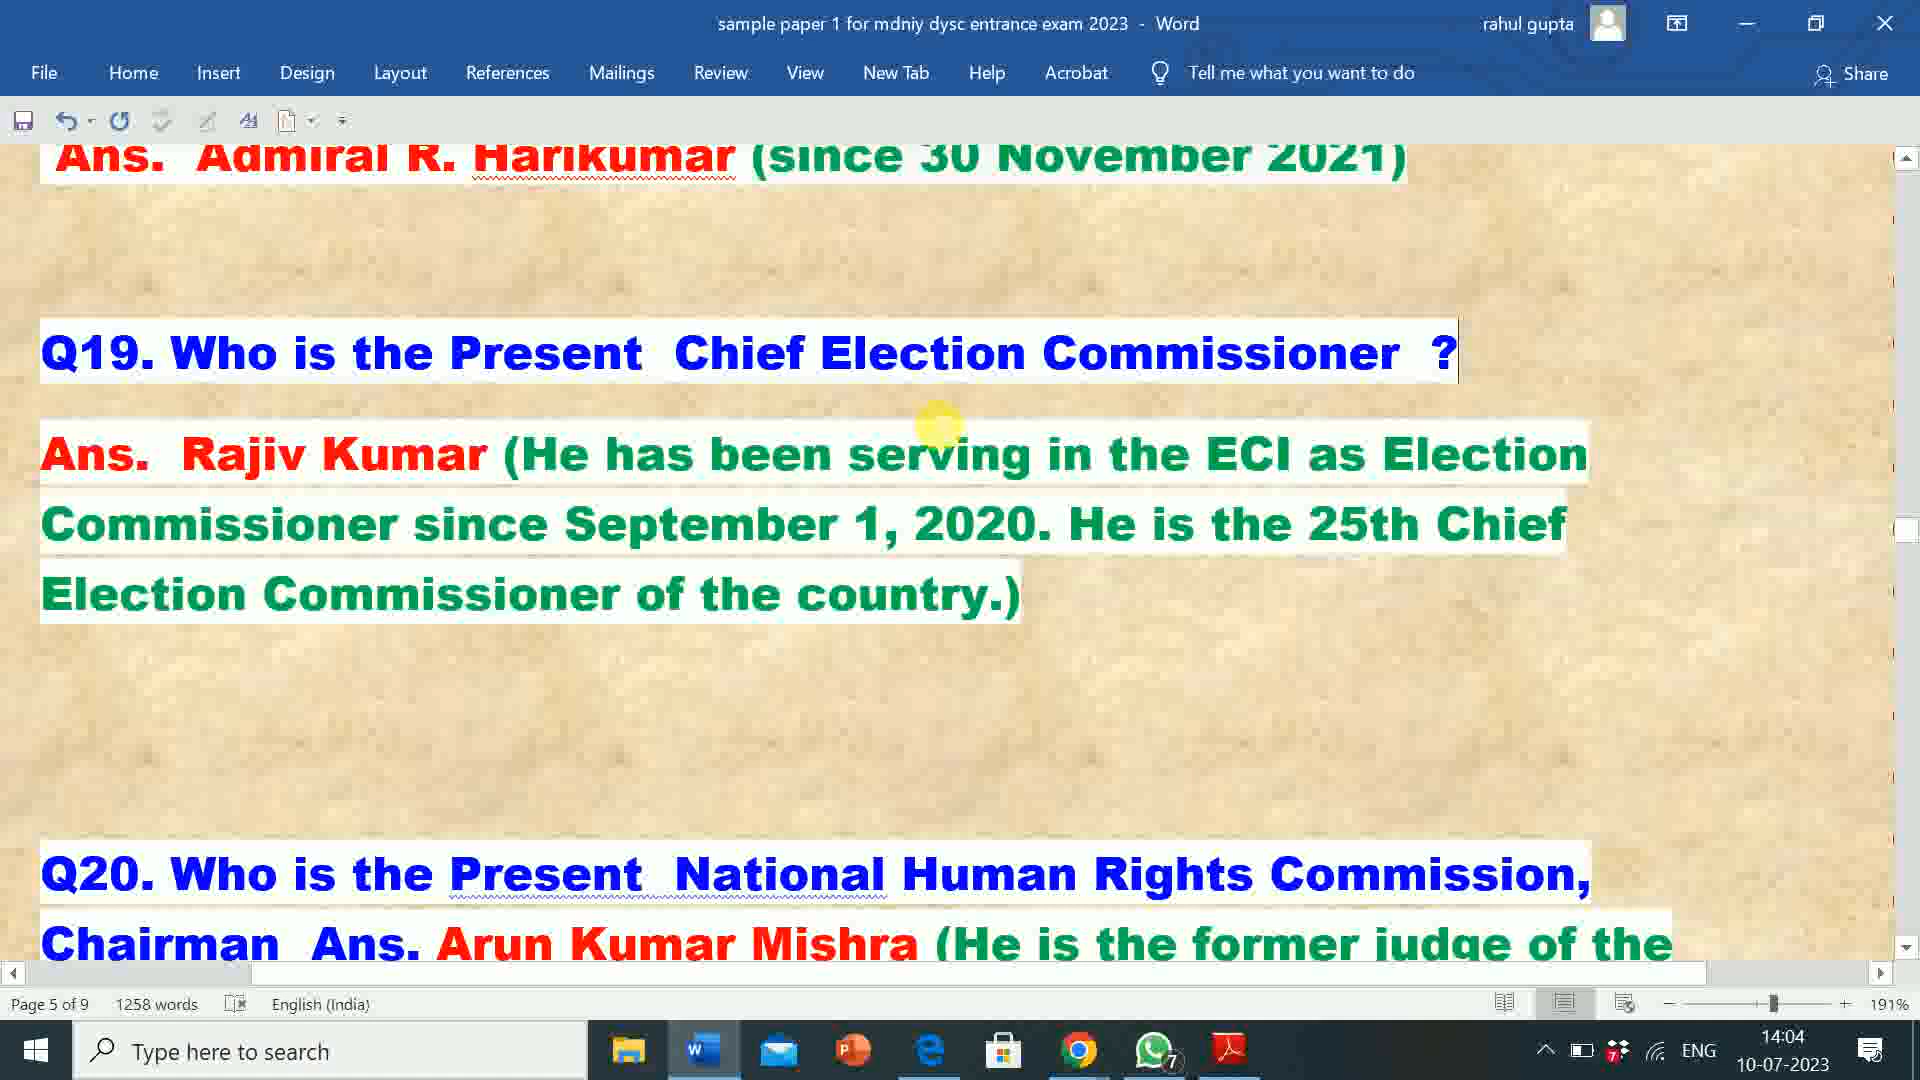 sample paper 1 for mdniy dysc entrance exam 2023 - Word
rahul gupta
File Home Insert Design Layout References Mailings Review View New Tab Help Acrobat Tell me what you want to do Share
Ans. Admiral R. Harikumar (since 30 November 2021)
Q19. Who is the Present Chief Election Commissioner ?
Ans. Rajiv Kumar (He has been serving in the ECI as Election
Commissioner since September 1, 2020. He is the 25th Chief
Election Commissioner of the country.)
Q20. Who is the Present National Human Rights Commission,
Chairman Ans. Arun Kumar Mishra (He is the former judge of the
Page 5 of 9 1258 words English (India) 191%
Type here to search
ENG
14:04
10-07-2023